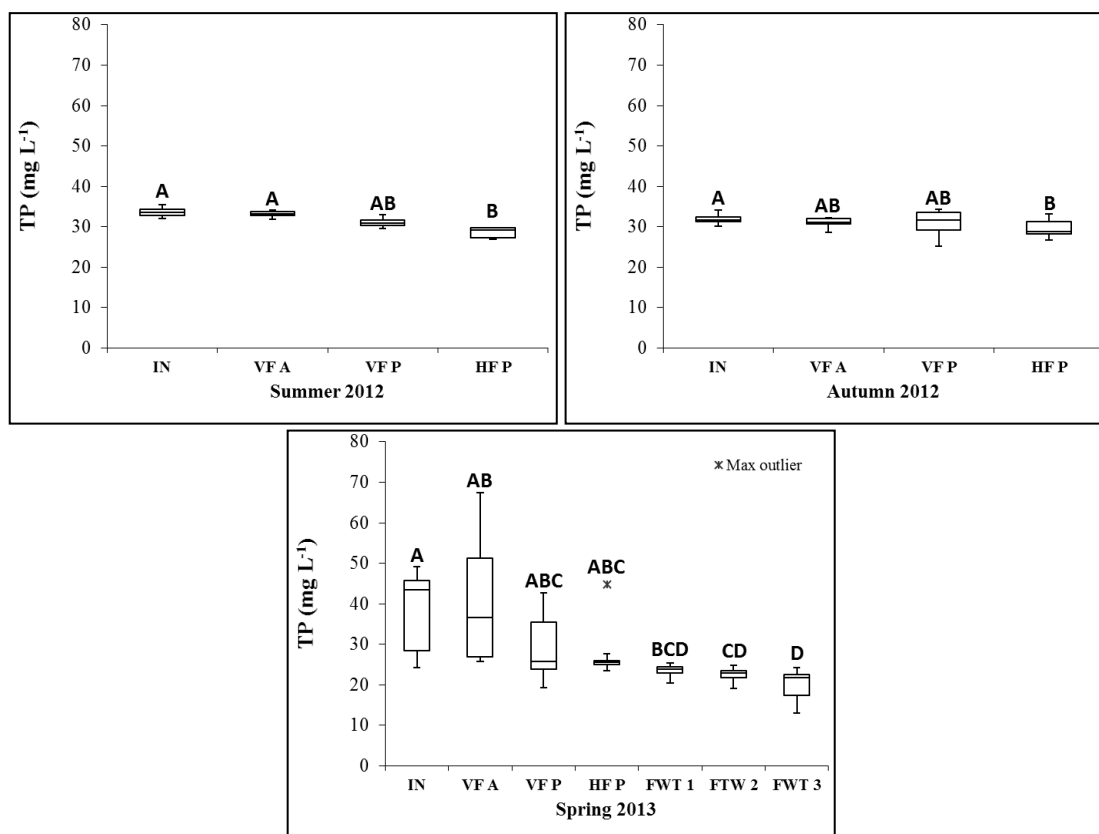 80
70
60
50
40
30
20
10
0
TP (mg L⁻¹)
A
A
AB
B
IN VF A VF P HF P
Summer 2012
80
70
60
50
40
30
20
10
0
TP (mg L⁻¹)
A
AB
AB
B
IN VF A VF P HF P
Autumn 2012
80
70
60
50
40
30
20
10
0
TP (mg L⁻¹)
Max outlier
A
AB
ABC
ABC
BCD
CD
D
IN VF A VF P HF P FWT 1 FTW 2 FWT 3
Spring 2013